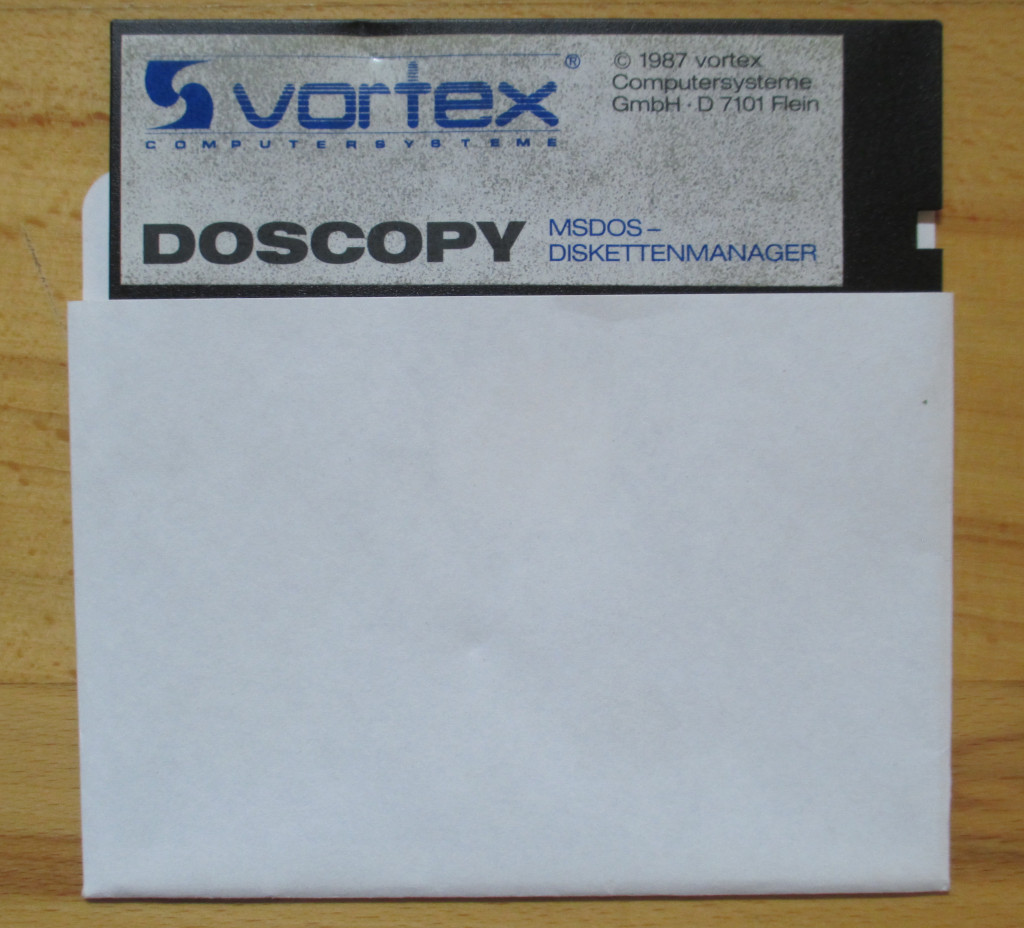 vortex ®
COMPUTERSYSTEME
© 1987 vortex
Computersysteme
GmbH · D 7101 Flein
DOSCOPY
MSDOS –
DISKETTENMANAGER